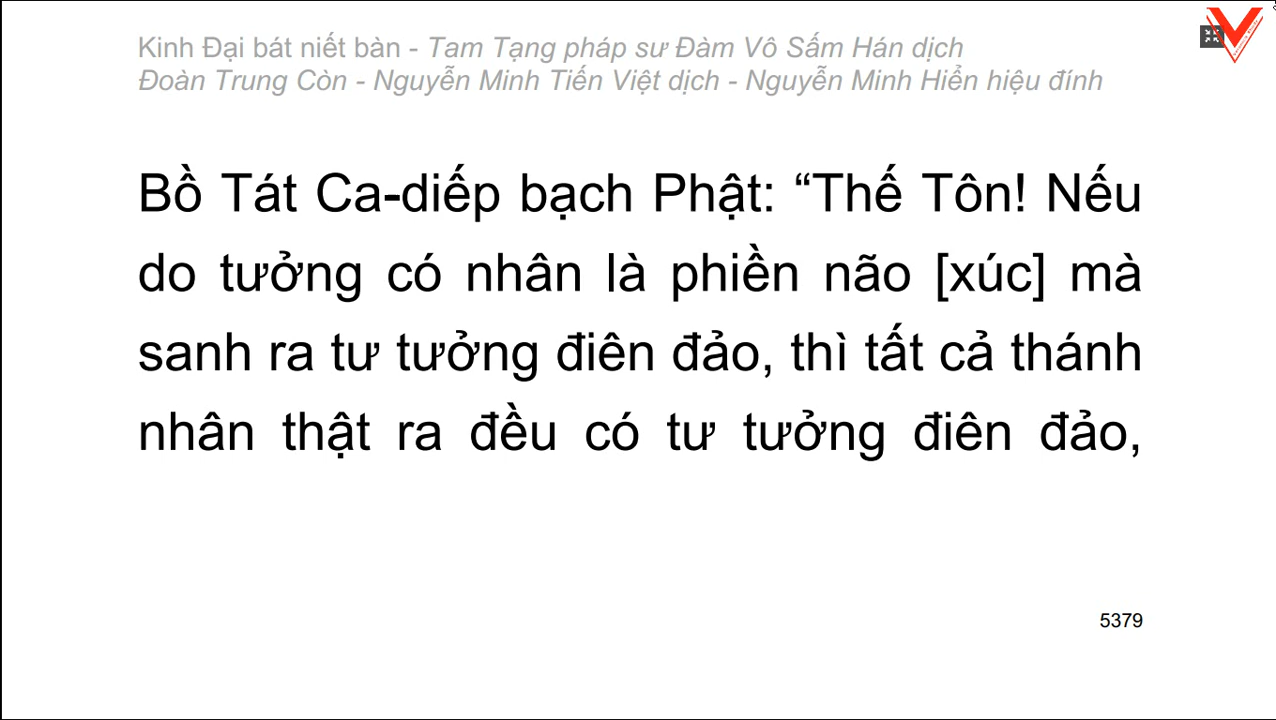 Kinh Đại bát niết bàn - Tam Tạng pháp sư Đàm Vô Sấm Hán dịch
Đoàn Trung Còn - Nguyễn Minh Tiến Việt dịch - Nguyễn Minh Hiển hiệu đính
Bồ Tát Ca-diếp bạch Phật: “Thế Tôn! Nếu
do tưởng có nhân là phiền não [xúc] mà
sanh ra tư tưởng điên đảo, thì tất cả thánh
nhân thật ra đều có tư tưởng điên đảo,
5379